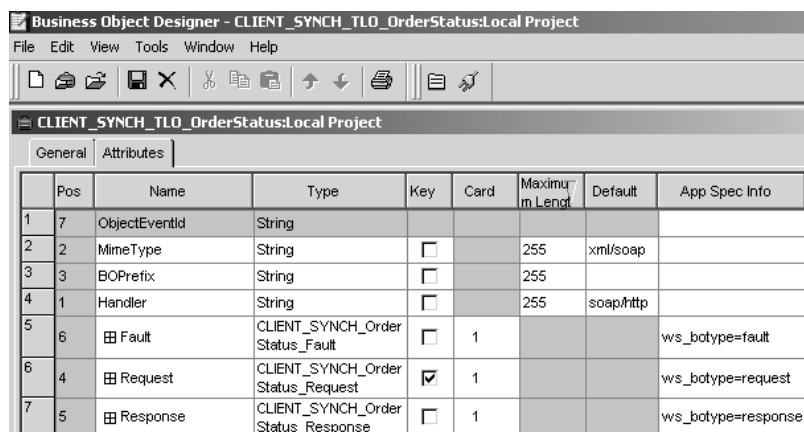 Business Object Designer - CLIENT_SYNCH_TLO_OrderStatus:Local Project
File Edit View Tools Window Help
CLIENT_SYNCH_TLO_OrderStatus:Local Project
General Attributes
Pos Name Type Key Card Maximu m Lengt Default App Spec Info
1 7 ObjectEventId String
2 2 MimeType String 255 xml/soap
3 3 BOPrefix String 255
4 1 Handler String 255 soap/http
5 6 Fault CLIENT_SYNCH_Order Status_Fault 1 ws_botype=fault
6 4 Request CLIENT_SYNCH_Order Status_Request 1 ws_botype=request
7 5 Response CLIENT_SYNCH_Order Status_Response 1 ws_botype=response